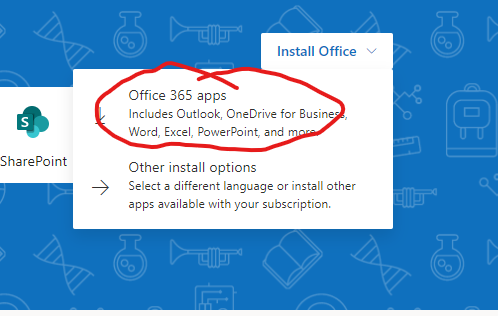 Install Office
Office 365 apps
Includes Outlook, OneDrive for Business,
Word, Excel, PowerPoint, and more.
S
SharePoint
Other install options
Select a different language or install other
apps available with your subscription.